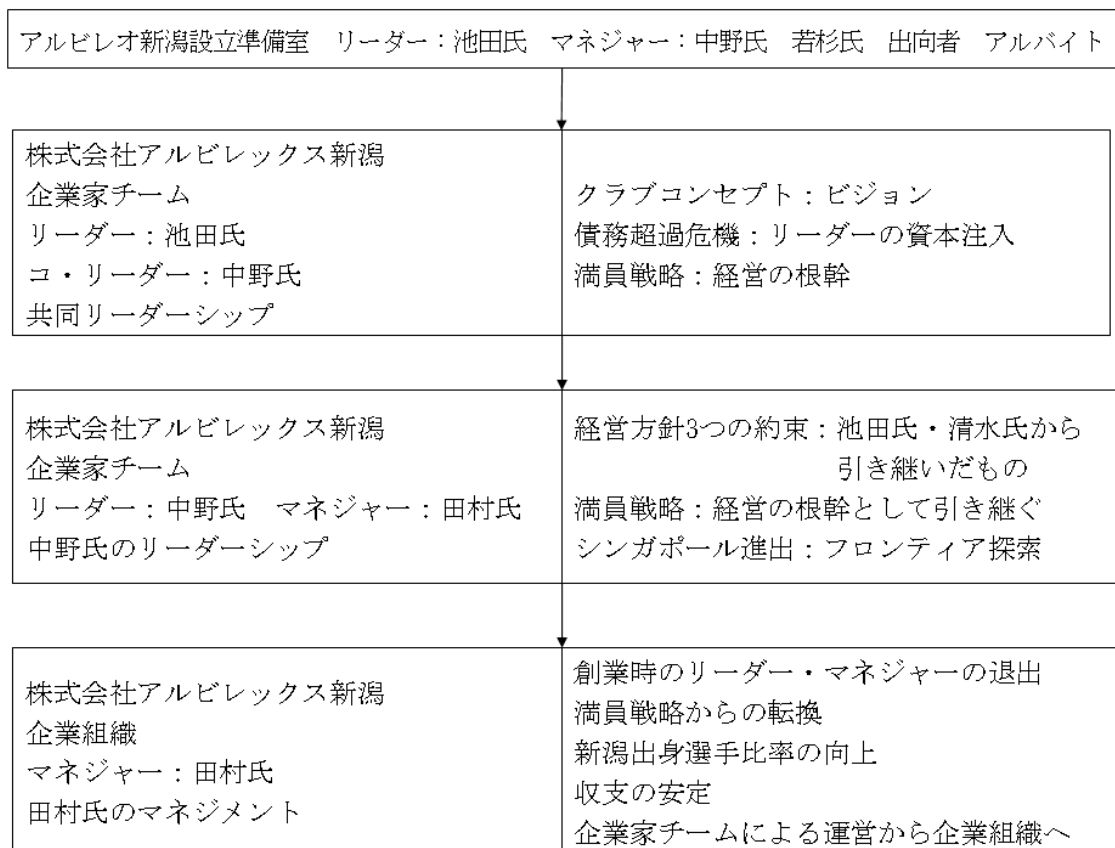 アルビレオ新潟設立準備室　リーダー：池田氏　マネジャー：中野氏　若杉氏　出向者　アルバイト
株式会社アルビレックス新潟
企業家チーム
リーダー：池田氏
コ・リーダー：中野氏
共同リーダーシップ
クラブコンセプト：ビジョン
債務超過危機：リーダーの資本注入
満員戦略：経営の根幹
株式会社アルビレックス新潟
企業家チーム
リーダー：中野氏　マネジャー：田村氏
中野氏のリーダーシップ
経営方針3つの約束：池田氏・清水氏から
引き継いだもの
満員戦略：経営の根幹として引き継ぐ
シンガポール進出：フロンティア探索
株式会社アルビレックス新潟
企業組織
マネジャー：田村氏
田村氏のマネジメント
創業時のリーダー・マネジャーの退出
満員戦略からの転換
新潟出身選手比率の向上
収支の安定
企業家チームによる運営から企業組織へ